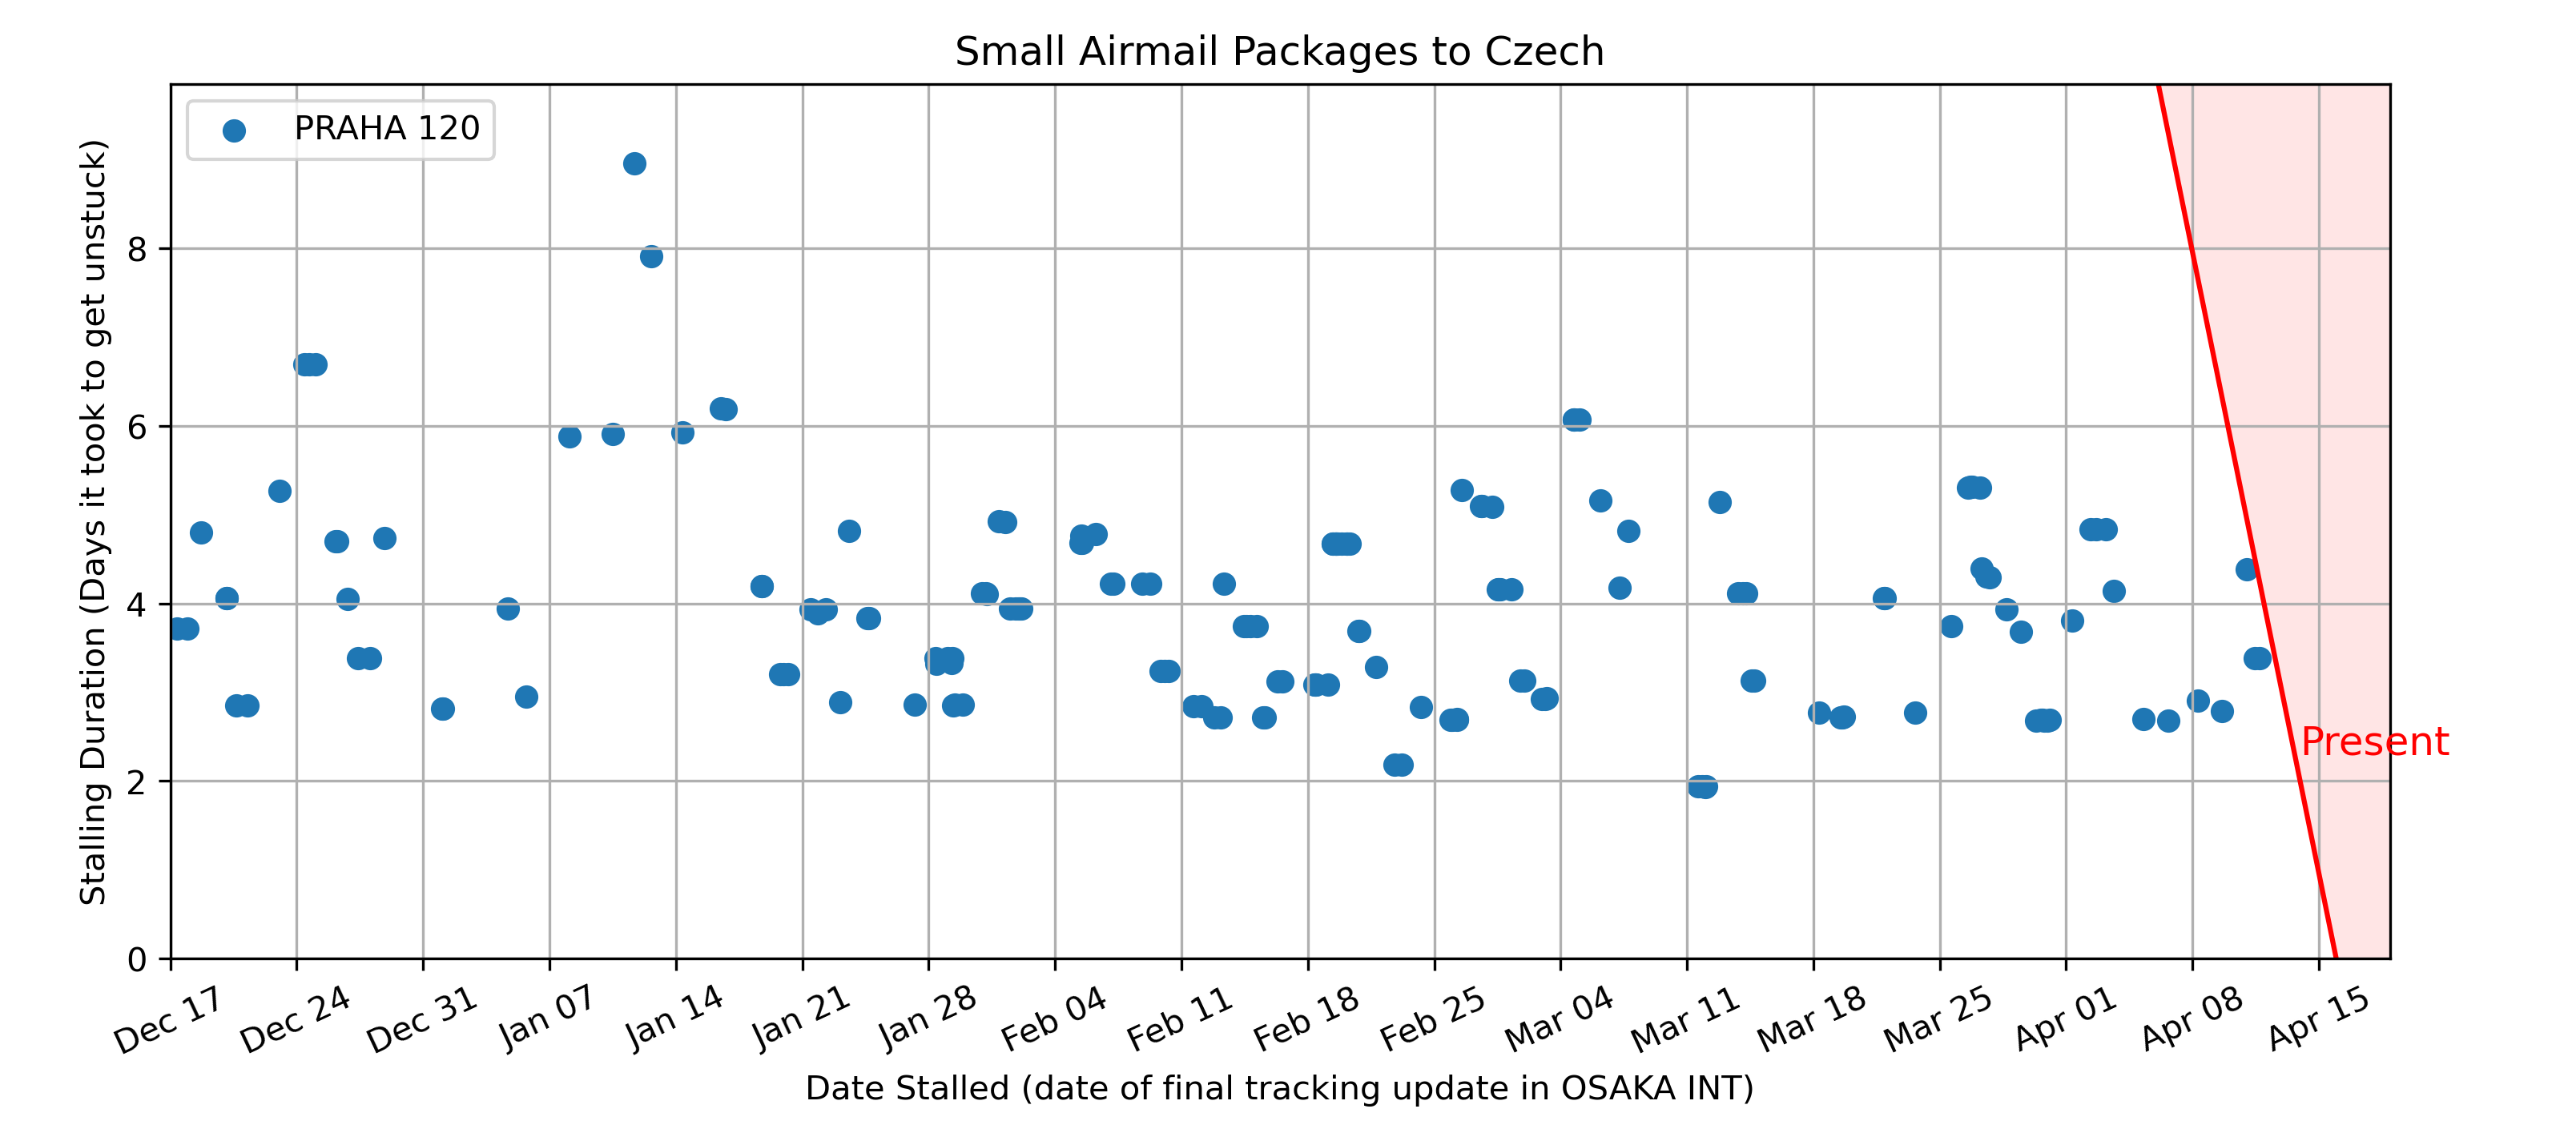 Small Airmail Packages to Czech
PRAHA 120
Stalling Duration (Days it took to get unstuck)
8
6
4
2
0
Present
Dec 17
Dec 24
Dec 31
Jan 07
Jan 14
Jan 21
Jan 28
Feb 04
Feb 11
Feb 18
Feb 25
Mar 04
Mar 11
Mar 18
Mar 25
Apr 01
Apr 08
Apr 15
Date Stalled (date of final tracking update in OSAKA INT)